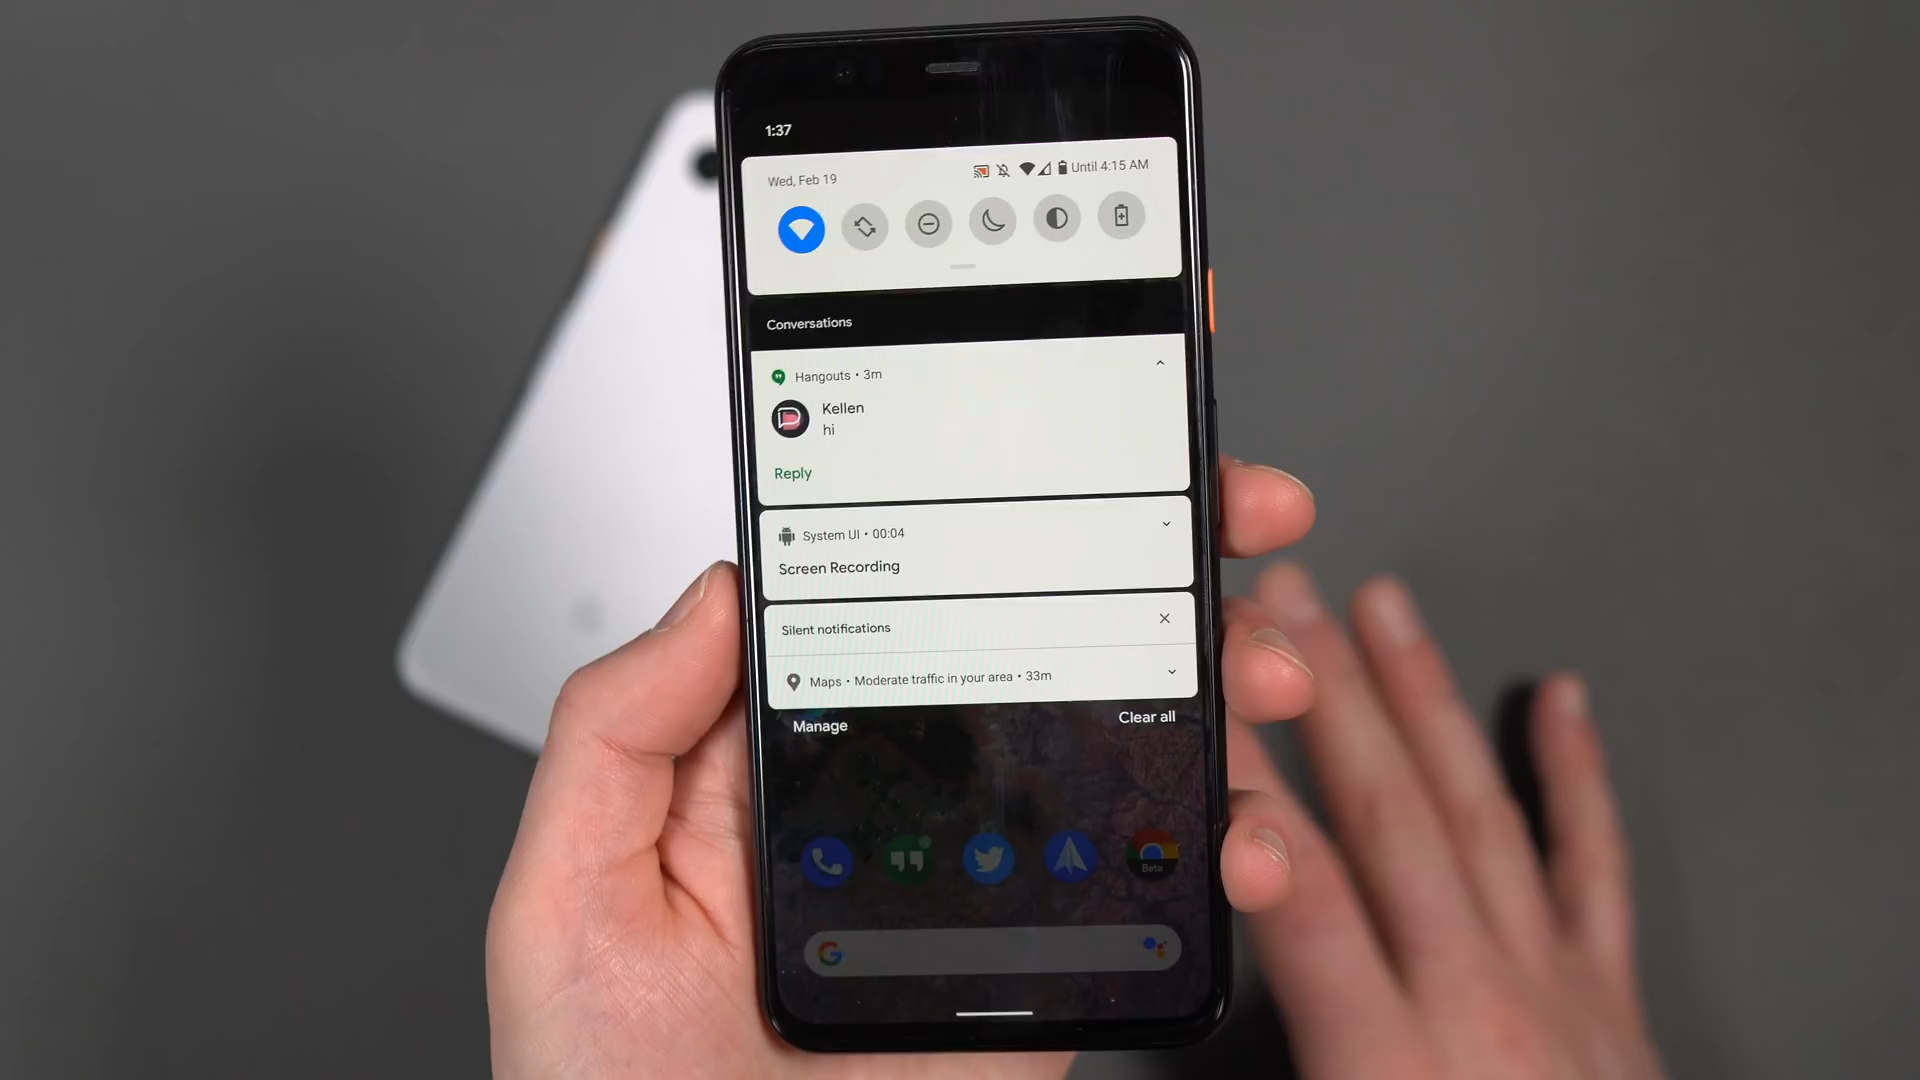 1:37
Wed, Feb 19
Until 4:15 AM
Conversations
Hangouts • 3m
Kellen
hi
Reply
System UI • 00:04
Screen Recording
Silent notifications
Maps • Moderate traffic in your area • 33m
Manage
Clear all
Beta
G